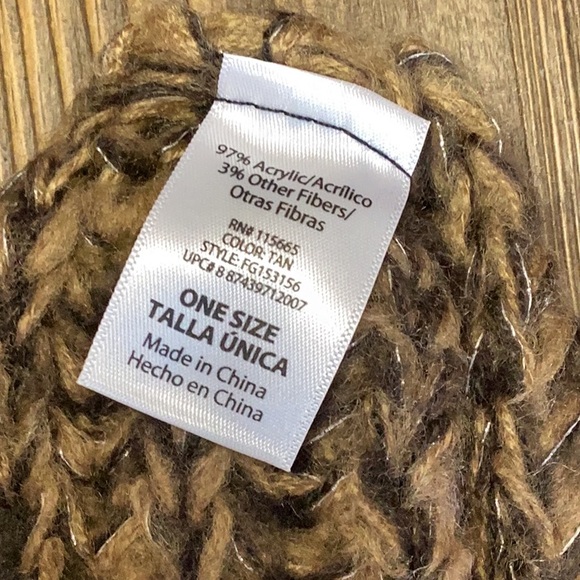 97% Acrylic/Acrílico
3% Other Fibers/
Otras Fibras
RN# 115665
COLOR: TAN
STYLE: FG153156
UPC# 8 87439712007
ONE SIZE
TALLA ÚNICA
Made in China
Hecho en China